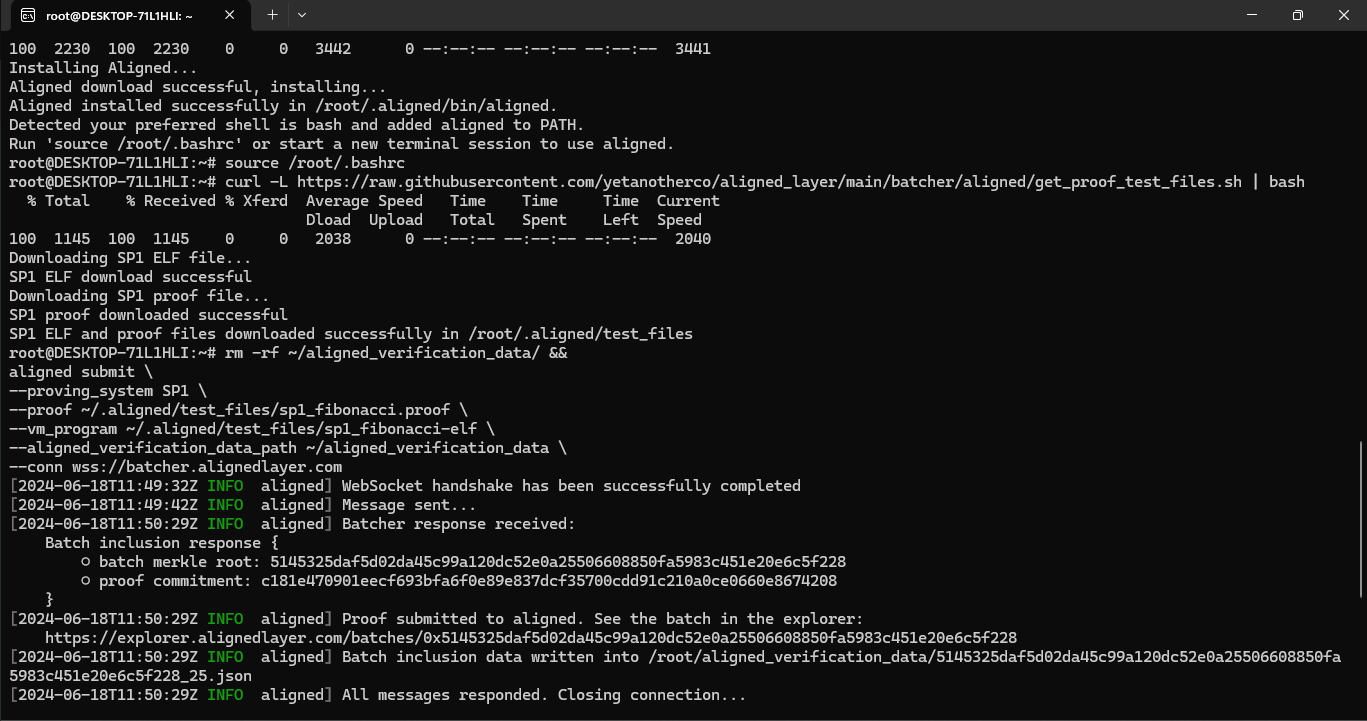 root@DESKTOP-71L1HLI: ~
100  2230  100  2230    0     0   3442      0 --:--:-- --:--:-- --:--:--  3441
Installing Aligned...
Aligned download successful, installing...
Aligned installed successfully in /root/.aligned/bin/aligned.
Detected your preferred shell is bash and added aligned to PATH.
Run 'source /root/.bashrc' or start a new terminal session to use aligned.
root@DESKTOP-71L1HLI:~# source /root/.bashrc
root@DESKTOP-71L1HLI:~# curl -L https://raw.githubusercontent.com/yetanotherco/aligned_layer/main/batcher/aligned/get_proof_test_files.sh | bash
  % Total    % Received % Xferd  Average Speed   Time    Time     Time  Current
                                 Dload  Upload   Total   Spent    Left  Speed
100  1145  100  1145    0     0   2038      0 --:--:-- --:--:-- --:--:--  2040
Downloading SP1 ELF file...
SP1 ELF download successful
Downloading SP1 proof file...
SP1 proof downloaded successful
SP1 ELF and proof files downloaded successfully in /root/.aligned/test_files
root@DESKTOP-71L1HLI:~# rm -rf ~/aligned_verification_data/ &&
aligned submit \
--proving_system SP1 \
--proof ~/.aligned/test_files/sp1_fibonacci.proof \
--vm_program ~/.aligned/test_files/sp1_fibonacci-elf \
--aligned_verification_data_path ~/aligned_verification_data \
--conn wss://batcher.alignedlayer.com
[2024-06-18T11:49:32Z INFO  aligned] WebSocket handshake has been successfully completed
[2024-06-18T11:49:42Z INFO  aligned] Message sent...
[2024-06-18T11:50:29Z INFO  aligned] Batcher response received:
    Batch inclusion response {
        ○ batch merkle root: 5145325daf5d02da45c99a120dc52e0a25506608850fa5983c451e20e6c5f228
        ○ proof commitment: c181e470901eecf693bfa6f0e89e837dcf35700cdd91c210a0ce0660e8674208
    }
[2024-06-18T11:50:29Z INFO  aligned] Proof submitted to aligned. See the batch in the explorer:
    https://explorer.alignedlayer.com/batches/0x5145325daf5d02da45c99a120dc52e0a25506608850fa5983c451e20e6c5f228
[2024-06-18T11:50:29Z INFO  aligned] Batch inclusion data written into /root/aligned_verification_data/5145325daf5d02da45c99a120dc52e0a25506608850fa
5983c451e20e6c5f228_25.json
[2024-06-18T11:50:29Z INFO  aligned] All messages responded. Closing connection...